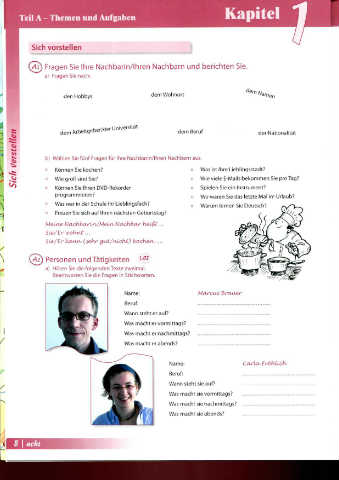 Teil A – Themen und Aufgaben
Kapitel 1
Sich vorstellen
A1 Fragen Sie Ihre Nachbarin/Ihren Nachbarn und berichten Sie.
a) Fragen Sie nach:
den Hobbys
dem Wohnort
dem Namen
dem Arbeitgeber/der Universität
dem Beruf
der Nationalität
b) Wählen Sie fünf Fragen für Ihre Nachbarin/Ihren Nachbarn aus.
Können Sie kochen?
Wie groß sind Sie?
Können Sie Ihren DVD-Rekorder
programmieren?
Was war in der Schule Ihr Lieblingsfach?
Freuen Sie sich auf Ihren nächsten Geburtstag?
Was ist Ihre Lieblingsstadt?
Wie viele E-Mails bekommen Sie pro Tag?
Spielen Sie ein Instrument?
Wo waren Sie das letzte Mal im Urlaub?
Warum lernen Sie Deutsch?
Meine Nachbarin/Mein Nachbar heißt ...
Sie/Er wohnt ...
Sie/Er kann (sehr gut/nicht) kochen ...
Sich vorstellen
A2 Personen und Tätigkeiten
a) Hören Sie die folgenden Texte zweimal.
Beantworten Sie die Fragen in Stichworten.
Name: Marcus Brauer
Beruf:
Wann steht er auf?
Was macht er vormittags?
Was macht er nachmittags?
Was macht er abends?
Name: Carla Fröhlich
Beruf:
Wann steht sie auf?
Was macht sie vormittags?
Was macht sie nachmittags?
Was macht sie abends?
8 | acht